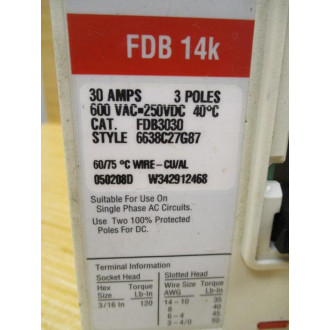 FDB 14k
30 AMPS 3 POLES
600 VAC=250VDC 40°C
CAT. FDB3030
STYLE 6638C27G87
60/75 °C WIRE-CU/AL
050208D W342912468
Suitable For Use On
Single Phase AC Circuits.
Use Two 100% Protected
Poles For DC.
Terminal Information
Socket Head Slotted Head
Hex Size Torque Lb-In Wire Size AWG Torque Lb-In
3/16 In 120 14-10 35
8 40
6-4 45
3-4/0 50